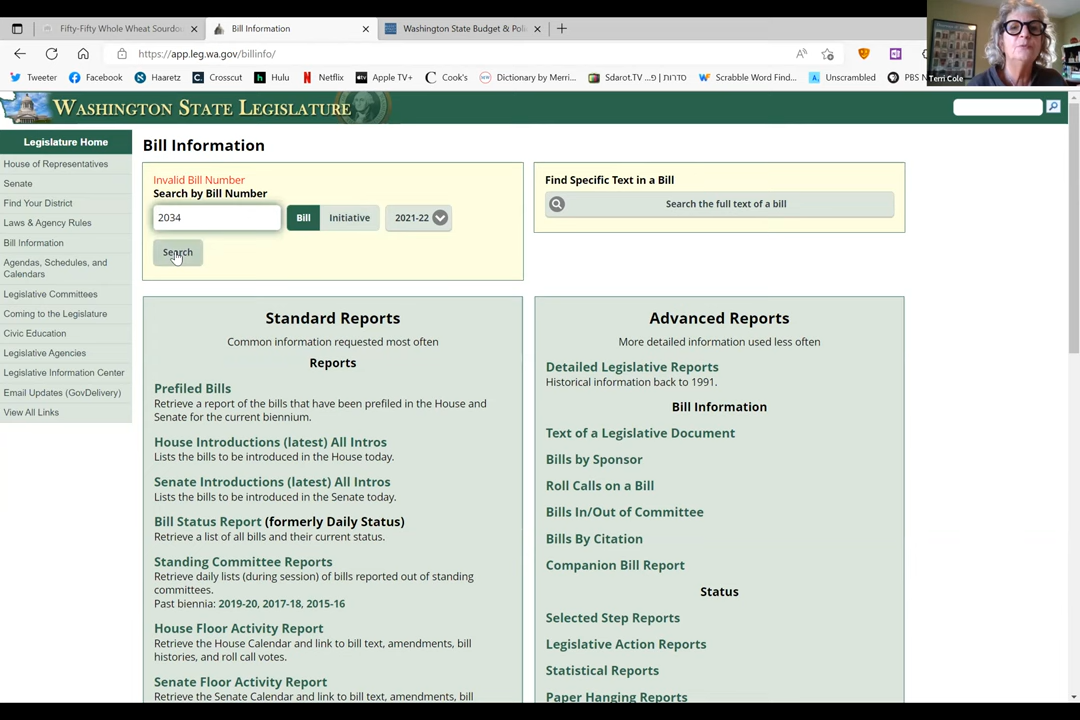 Fifty-Fifty Whole Wheat Sourdo
Bill Information
Washington State Budget & Poli
https://app.leg.wa.gov/billinfo/
Tweeter
Facebook
Haaretz
Crosscut
Hulu
Netflix
Apple TV+
Cook's
Dictionary by Merri...
Sdarot.TV...סדרות | פ
Scrabble Word Find...
Unscrambled
PBS N
Terri Cole
WASHINGTON STATE LEGISLATURE
Legislature Home
House of Representatives
Senate
Find Your District
Laws & Agency Rules
Bill Information
Agendas, Schedules, and
Calendars
Legislative Committees
Coming to the Legislature
Civic Education
Legislative Agencies
Legislative Information Center
Email Updates (GovDelivery)
View All Links
Bill Information
Invalid Bill Number
Search by Bill Number
2034
Bill
Initiative
2021-22
Search
Find Specific Text in a Bill
Search the full text of a bill
Standard Reports
Common information requested most often
Reports
Prefiled Bills
Retrieve a report of the bills that have been prefiled in the House and
Senate for the current biennium.
House Introductions (latest) All Intros
Lists the bills to be introduced in the House today.
Senate Introductions (latest) All Intros
Lists the bills to be introduced in the Senate today.
Bill Status Report (formerly Daily Status)
Retrieve a list of all bills and their current status.
Standing Committee Reports
Retrieve daily lists (during session) of bills reported out of standing
committees.
Past biennia: 2019-20, 2017-18, 2015-16
House Floor Activity Report
Retrieve the House Calendar and link to bill text, amendments, bill
histories, and roll call votes.
Senate Floor Activity Report
Retrieve the Senate Calendar and link to bill text, amendments, bill
Advanced Reports
More detailed information used less often
Detailed Legislative Reports
Historical information back to 1991.
Bill Information
Text of a Legislative Document
Bills by Sponsor
Roll Calls on a Bill
Bills In/Out of Committee
Bills By Citation
Companion Bill Report
Status
Selected Step Reports
Legislative Action Reports
Statistical Reports
Paper Hanging Reports